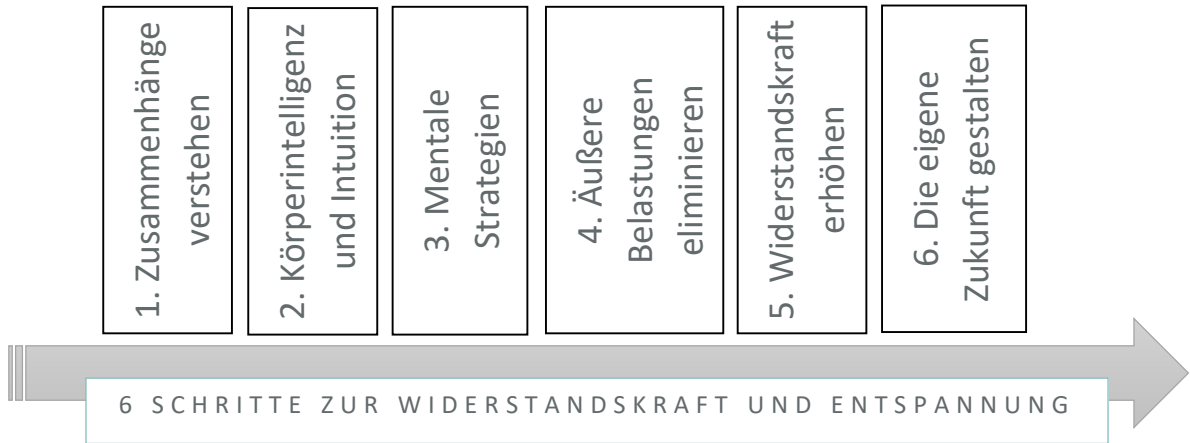 1. Zusammenhänge
verstehen
2. Körperintelligenz
und Intuition
3. Mentale
Strategien
4. Äußere
Belastungen
eliminieren
5. Widerstandskraft
erhöhen
6. Die eigene
Zukunft gestalten
6 SCHRITTE ZUR WIDERSTANDSKRAFT UND ENTSPANNUNG